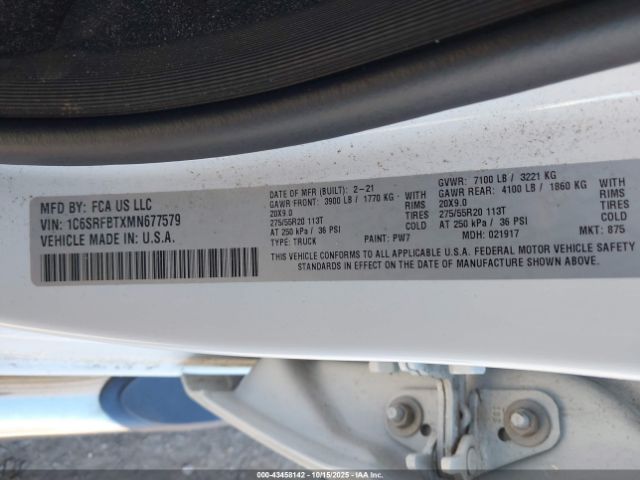 MFD BY: FCA US LLC
VIN: 1C6SRFBTXMN677579
VEHICLE MADE IN: U.S.A.
DATE OF MFR (BUILT): 2-21
GAWR FRONT: 3900 LB / 1770 KG WITH
20X9.0 RIMS
275/55R20 113T TIRES
AT 250 kPa / 36 PSI COLD
TYPE: TRUCK PAINT: PW7
GVWR: 7100 LB / 3221 KG
GAWR REAR: 4100 LB / 1860 KG WITH
20X9.0 RIMS
275/55R20 113T TIRES
AT 250 kPa / 36 PSI COLD
MDH: 021917 MKT: 875
THIS VEHICLE CONFORMS TO ALL APPLICABLE U.S.A. FEDERAL MOTOR VEHICLE SAFETY
STANDARDS IN EFFECT ON THE DATE OF MANUFACTURE SHOWN ABOVE.
000-43458142 - 10/15/2025 - IAAI.CA